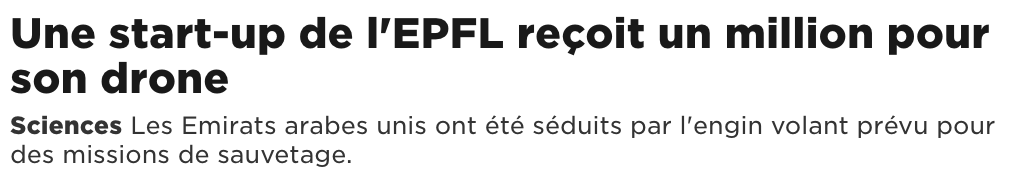 Une start-up de l'EPFL reçoit un million pour
son drone
Sciences Les Emirats arabes unis ont été séduits par l'engin volant prévu pour
des missions de sauvetage.